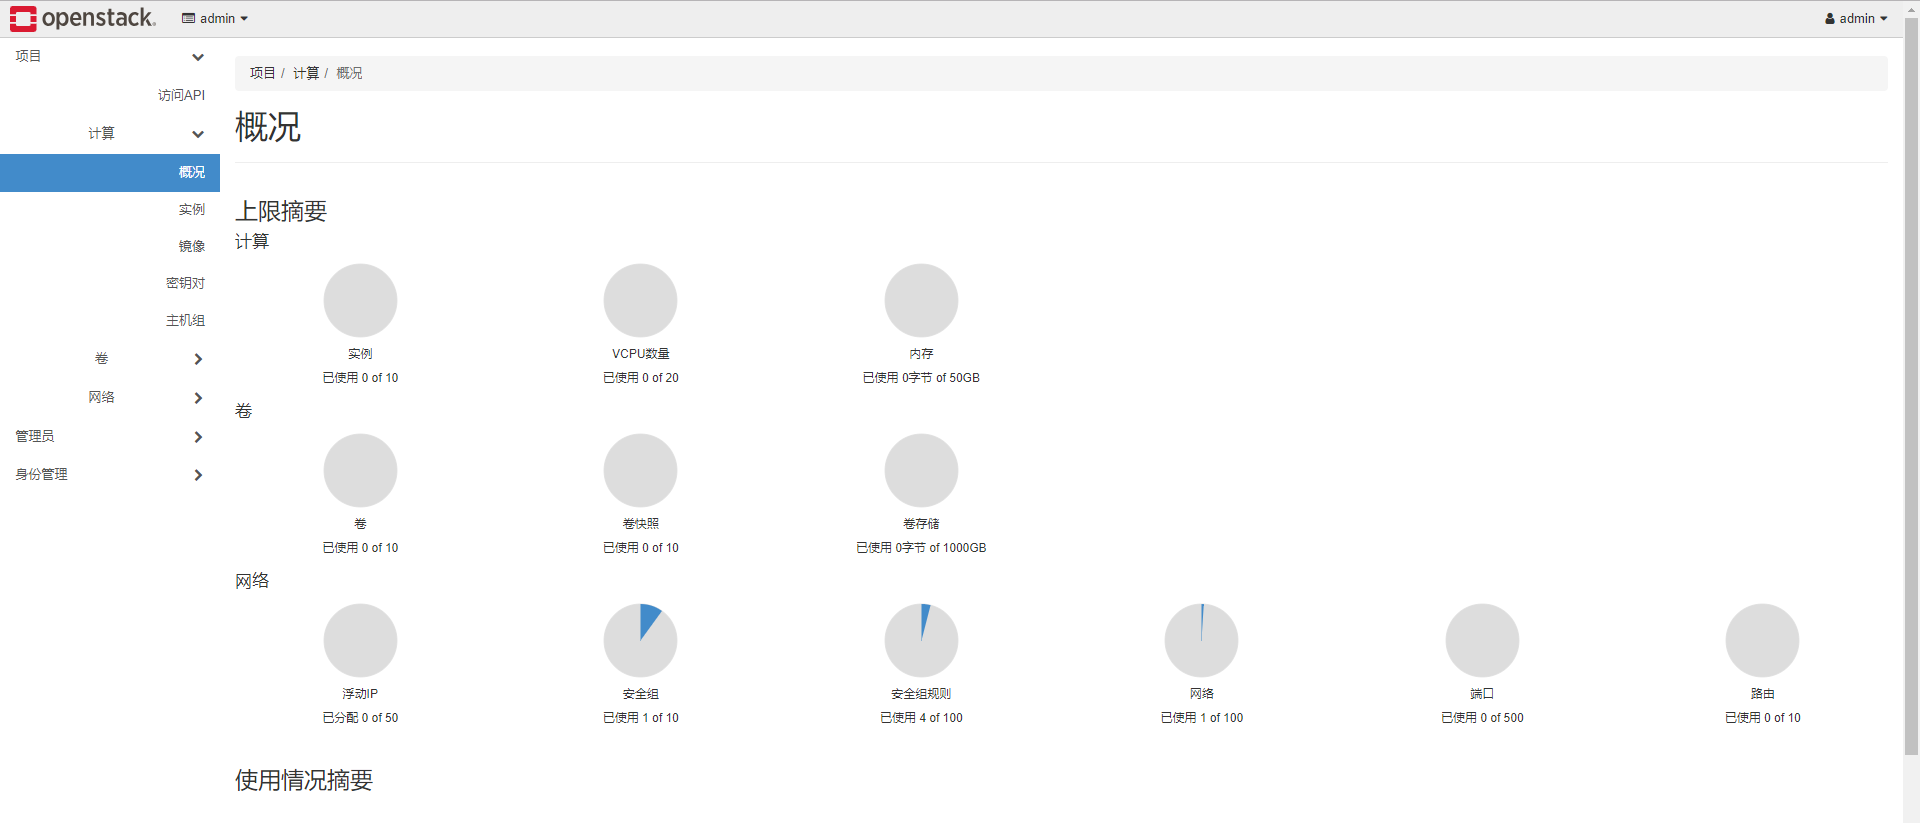 openstack.
admin
admin
项目
访问API
计算
概况
实例
镜像
密钥对
主机组
卷
网络
管理员
身份管理
项目 / 计算 / 概况
概况
上限摘要
计算
实例
已使用 0 of 10
VCPU数量
已使用 0 of 20
内存
已使用 0字节 of 50GB
卷
卷
已使用 0 of 10
卷快照
已使用 0 of 10
卷存储
已使用 0字节 of 1000GB
网络
浮动IP
已分配 0 of 50
安全组
已使用 1 of 10
安全组规则
已使用 4 of 100
网络
已使用 1 of 100
端口
已使用 0 of 500
路由
已使用 0 of 10
使用情况摘要